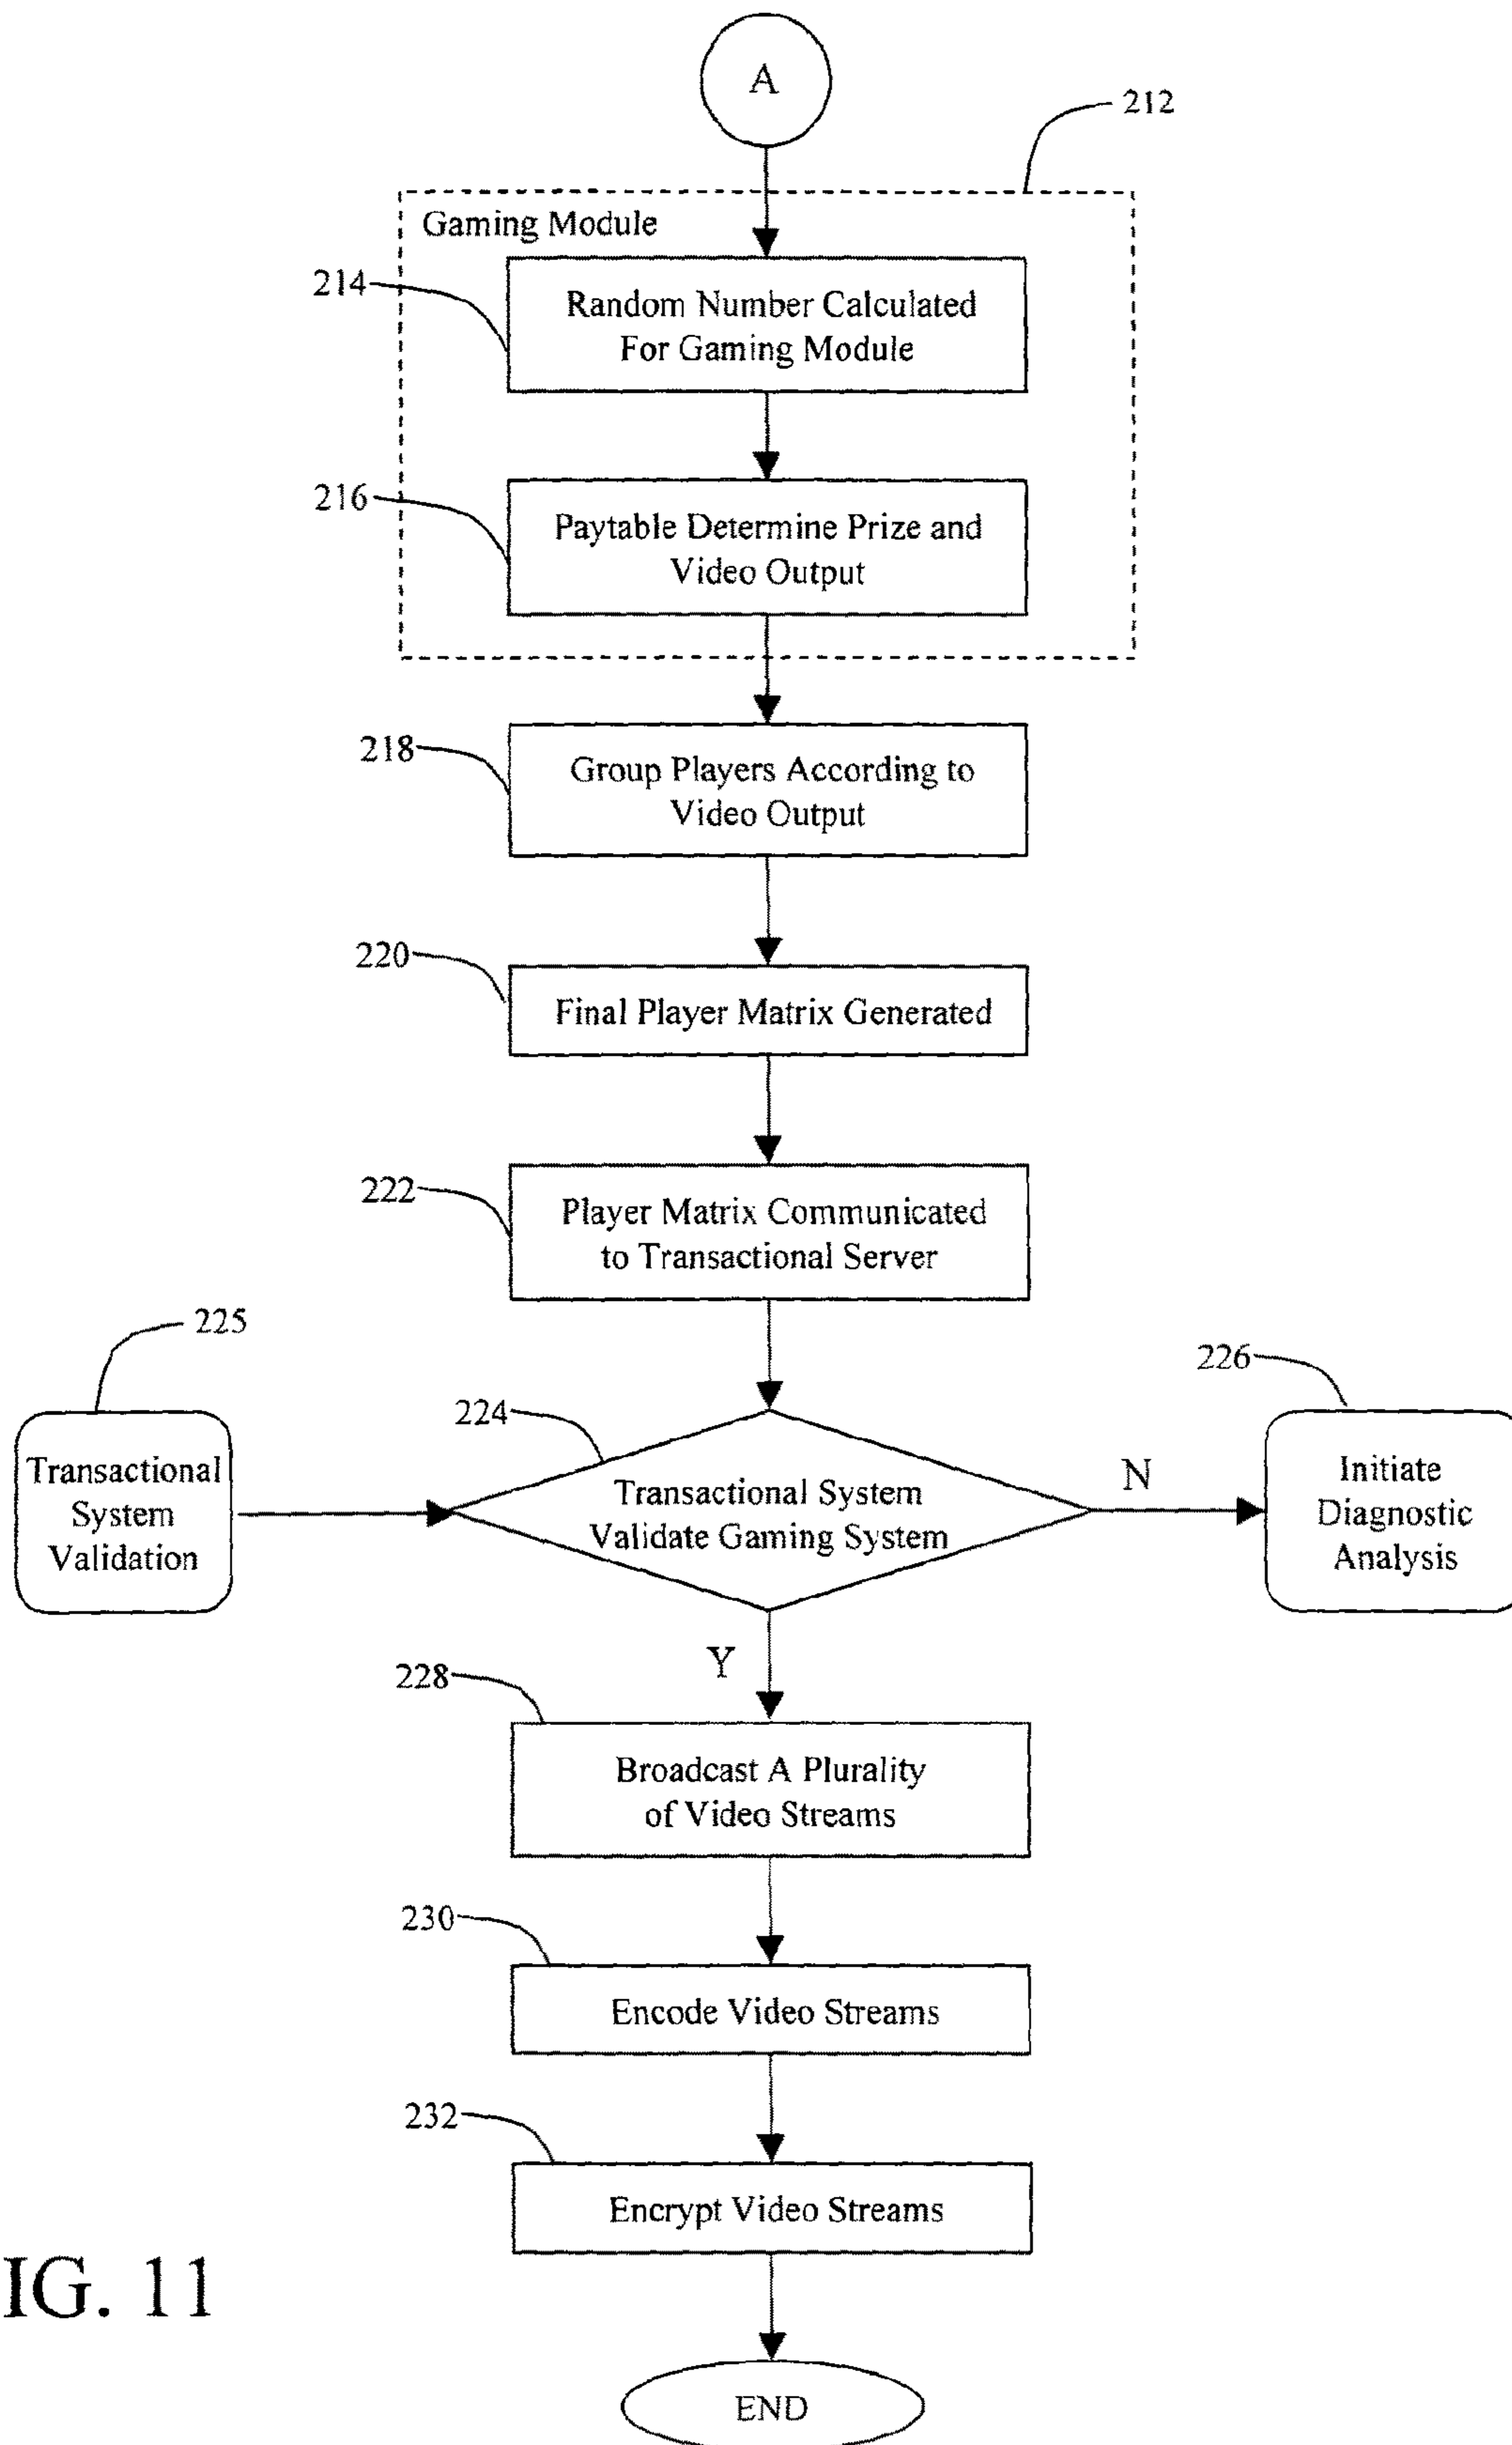 A
212
Gaming Module
214
Random Number Calculated
For Gaming Module
216
Paytable Determine Prize and
Video Output
218
Group Players According to
Video Output
220
Final Player Matrix Generated
222
Player Matrix Communicated
to Transactional Server
225
Transactional
System
Validation
224
Transactional System
Validate Gaming System
N
226
Initiate
Diagnostic
Analysis
Y
228
Broadcast A Plurality
of Video Streams
230
Encode Video Streams
232
Encrypt Video Streams
IG. 11
END